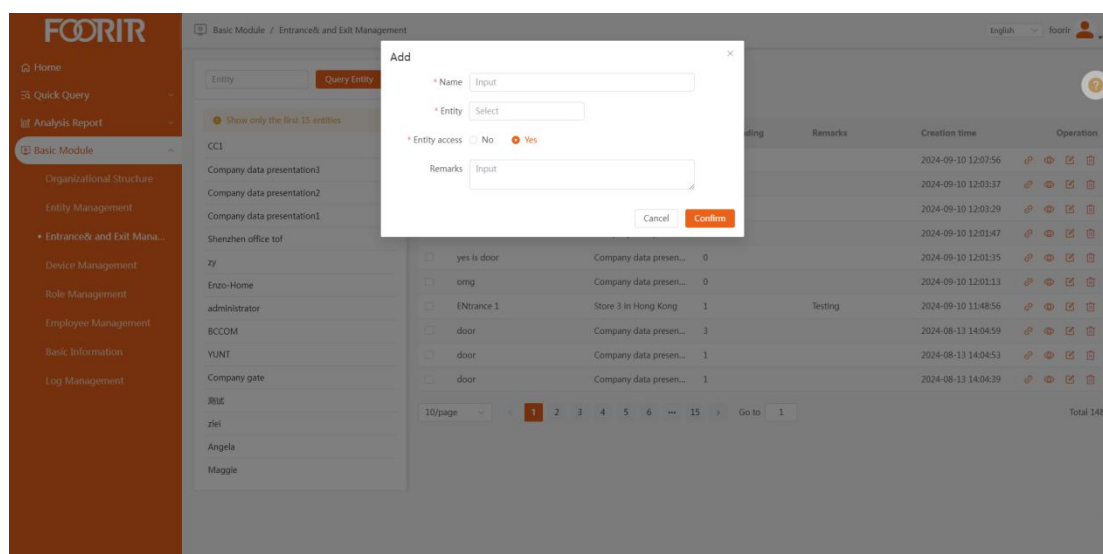 FOORIR
Basic Module / Entrance& and Exit Management
English
foorir
Home
Quick Query
Analysis Report
Basic Module
Organizational Structure
Entity Management
• Entrance& and Exit Mana...
Device Management
Role Management
Employee Management
Basic Information
Log Management
Entity
Query Entity
Show only the first 15 entities
CC1
Company data presentation3
Company data presentation2
Company data presentation1
Shenzhen office tof
zy
Enzo-Home
administrator
BCCOM
YUNT
Company gate
测试
zlei
Angela
Maggie
Add
* Name Input
* Entity Select
* Entity access No Yes
Remarks Input
Cancel Confirm
Remarks Creation time Operation
2024-09-10 12:07:56
2024-09-10 12:03:37
2024-09-10 12:03:29
2024-09-10 12:01:47
yes is door Company data presen... 0 2024-09-10 12:01:35
omg Company data presen... 0 2024-09-10 12:01:13
ENtrance 1 Store 3 in Hong Kong 1 Testing 2024-09-10 11:48:56
door Company data presen... 3 2024-08-13 14:04:59
door Company data presen... 1 2024-08-13 14:04:53
door Company data presen... 1 2024-08-13 14:04:39
10/page 1 2 3 4 5 6 ··· 15 Go to 1 Total 148